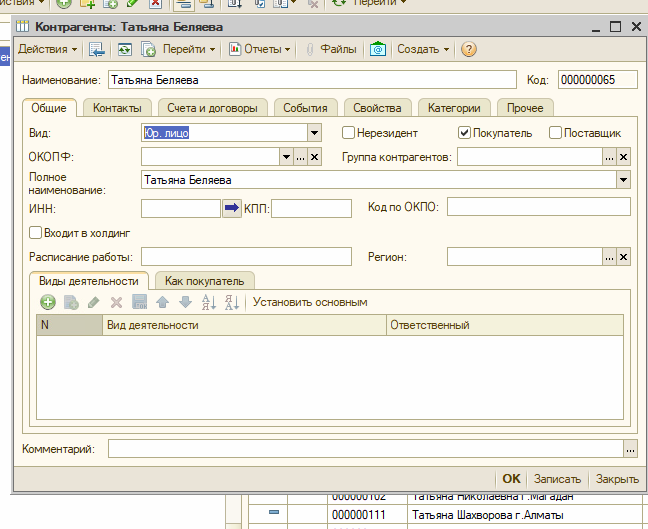 Перейти
Контрагенты: Татьяна Беляева
Действия Перейти Отчеты Файлы Создать
Наименование: Татьяна Беляева Код: 000000065
Общие Контакты Счета и договоры События Свойства Категории Прочее
Вид: Юр. лицо Нерезидент Покупатель Поставщик
ОКОПФ: Группа контрагентов:
Полное
наименование: Татьяна Беляева
ИНН: КПП: Код по ОКПО:
Входит в холдинг
Расписание работы: Регион:
Виды деятельности Как покупатель
Установить основным
N Вид деятельности Ответственный
Комментарий:
OK Записать Закрыть
000000102 Татьяна Николаевна г.Магадан
000000111 Татьяна Шахворова г.Алматы